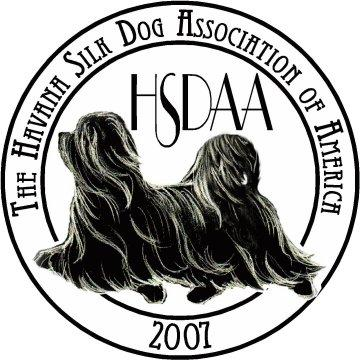 The Havana Silk Dog Association of America
HSDAA
2007